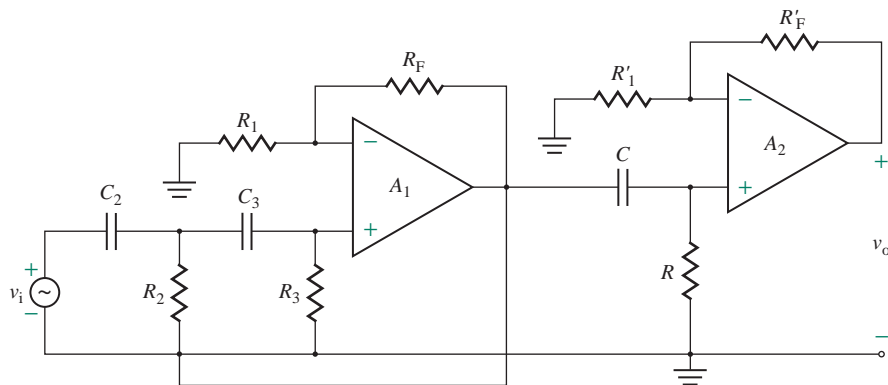 R'F
RF
R'1
R1
−
A2
+
+
−
A1
+
C
C2
C3
vo
+
vi
−
R2
R3
R
−